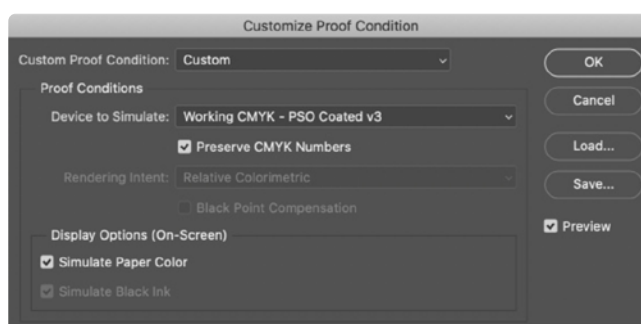 Customize Proof Condition
Custom Proof Condition: Custom
OK
Proof Conditions
Cancel
Device to Simulate: Working CMYK - PSO Coated v3
Preserve CMYK Numbers
Load...
Rendering Intent: Relative Colorimetric
Save...
Black Point Compensation
Preview
Display Options (On-Screen)
Simulate Paper Color
Simulate Black Ink